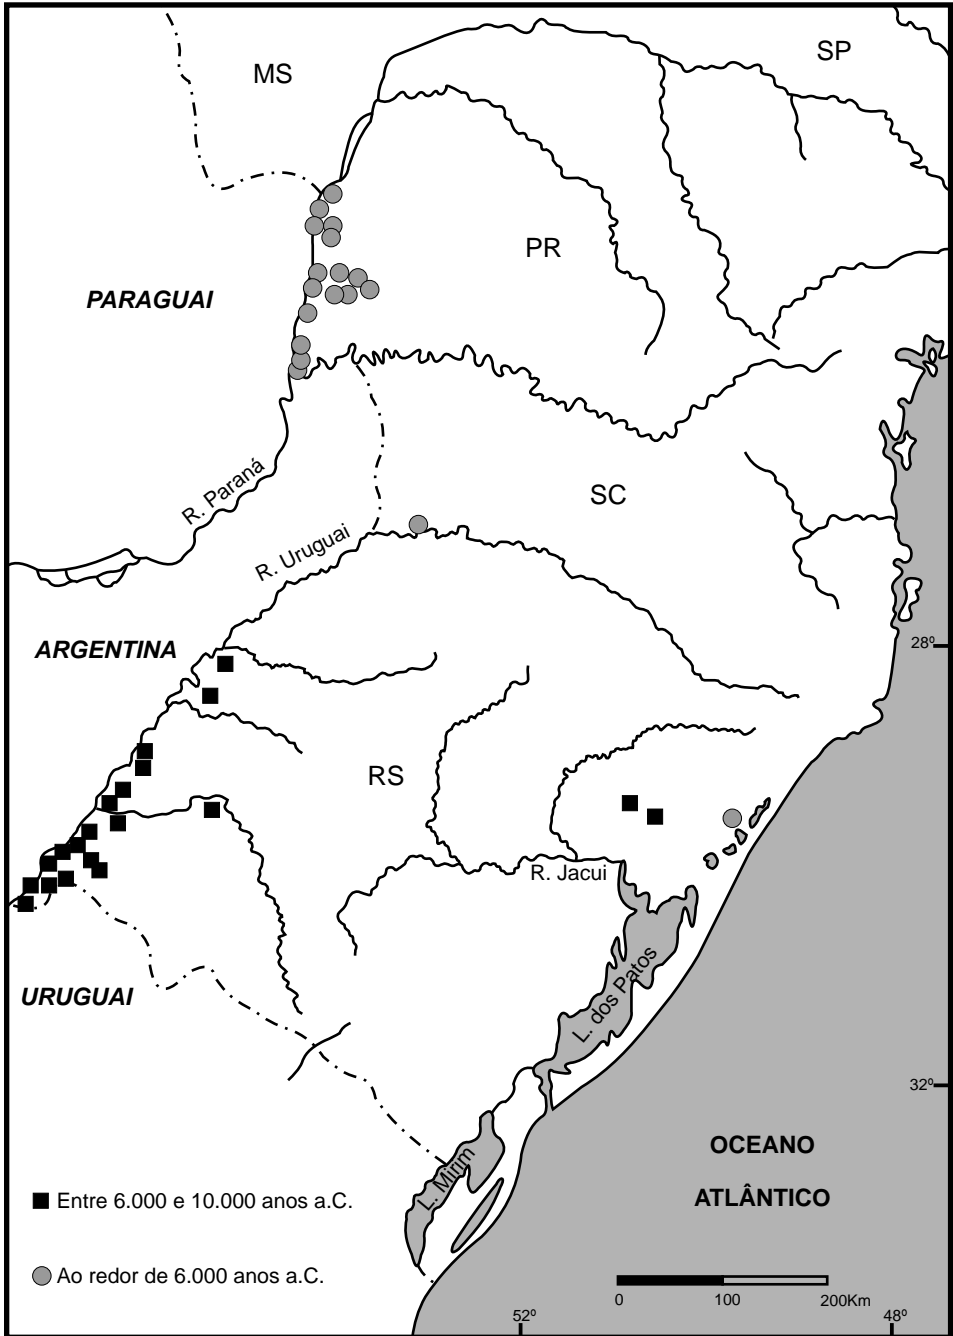 MS
SP
PR
PARAGUAI
R. Paraná
SC
R. Uruguai
ARGENTINA
28º
RS
R. Jacui
URUGUAI
L. dos Patos
32º
OCEANO
ATLÂNTICO
L. Mirim
Entre 6.000 e 10.000 anos a.C.
Ao redor de 6.000 anos a.C.
0 100 200Km
52º 48º